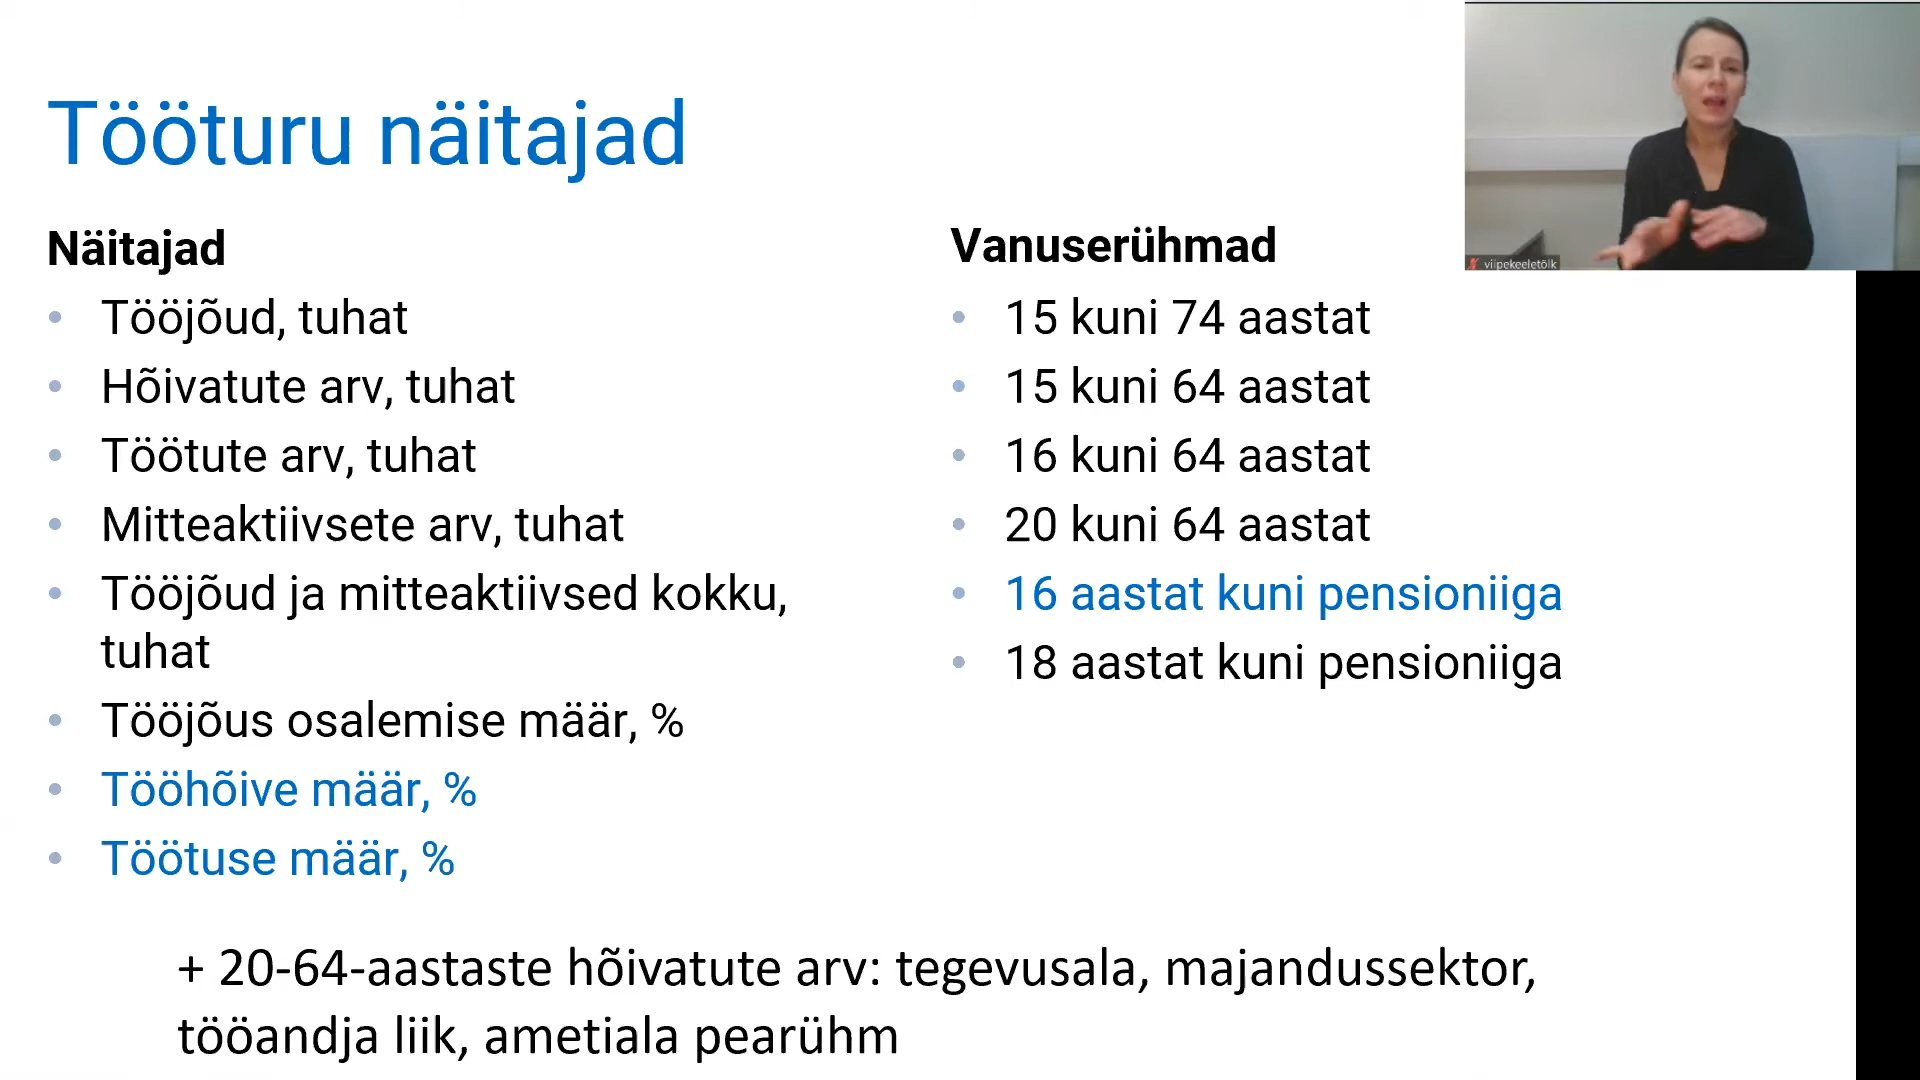 Tööturu näitajad
Näitajad
Tööjõud, tuhat
Hõivatute arv, tuhat
Töötute arv, tuhat
Mitteaktiivsete arv, tuhat
Tööjõud ja mitteaktiivsed kokku,
tuhat
Tööjõus osalemise määr, %
Tööhõive määr, %
Töötuse määr, %
Vanuserühmad
15 kuni 74 aastat
15 kuni 64 aastat
16 kuni 64 aastat
20 kuni 64 aastat
16 aastat kuni pensioniiga
18 aastat kuni pensioniiga
+ 20-64-aastaste hõivatute arv: tegevusala, majandussektor,
tööandja liik, ametiala pearühm
viipekeeletõlk